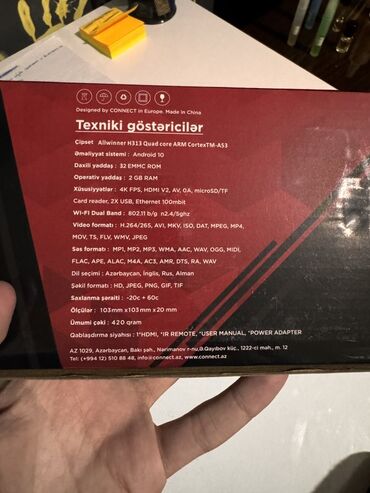 Designed by CONNECT in Europe. Made in China
Texniki göstəricilər
Çipset Allwinner H313 Quad core ARM CortexTM-A53
Əməliyyat sistemi : Android 10
Daxili yaddaş : 32 EMMC ROM
Operativ yaddaş : 2 GB RAM
Xüsusiyyətlər : 4K FPS, HDMI V2, AV, 0A, microSD/TF
Card reader, 2X USB, Ethernet 100mbit
WI-FI Dual Band : 802.11 b/g n2.4/5ghz
Video formatı : H.264/265, AVI, MKV, ISO, DAT, MPEG, MP4,
MOV, TS, FLV, WMV, JPEG
Səs formatı : MP1, MP2, MP3, WMA, AAC, WAV, OGG, MIDI,
FLAC, APE, ALAC, M4A, AC3, AMR, DTS, RA, WAV
Dil seçimi : Azərbaycan, İngilis, Rus, Alman
Şəkil formatı : HD, JPEG, PNG, GIF, TIF
Saxlanma şəraiti : -20c + 60c
Ölçülər : 103mm x 103mm x 20 mm
Ümumi çəki : 420 qram
Qablaşdırma siyahısı : 1*HDMI, *IR REMOTE, *USER MANUAL, *POWER ADAPTER
AZ 1029, Azərbaycan, Bakı şəh., Nərimanov r-nu, Ə.Qayıbov küç., 1222-ci məh., m. 12
Tel: (+994 12) 510 88 48, info@connect.az, www.connect.az